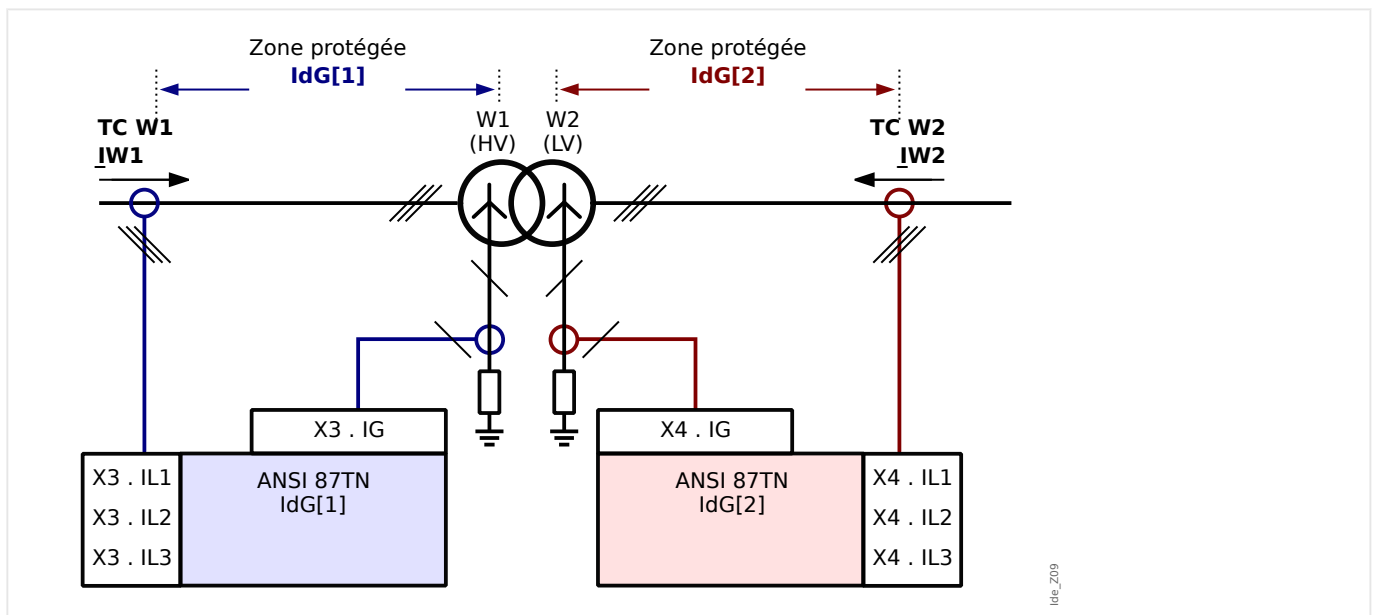 Zone protégée
IdG[1]
Zone protégée
IdG[2]
TC W1
IW1
W1
(HV)
W2
(LV)
TC W2
IW2
X3 . IG
X4 . IG
X3 . IL1
X3 . IL2
X3 . IL3
ANSI 87TN
IdG[1]
ANSI 87TN
IdG[2]
X4 . IL1
X4 . IL2
X4 . IL3
Ide_Z09